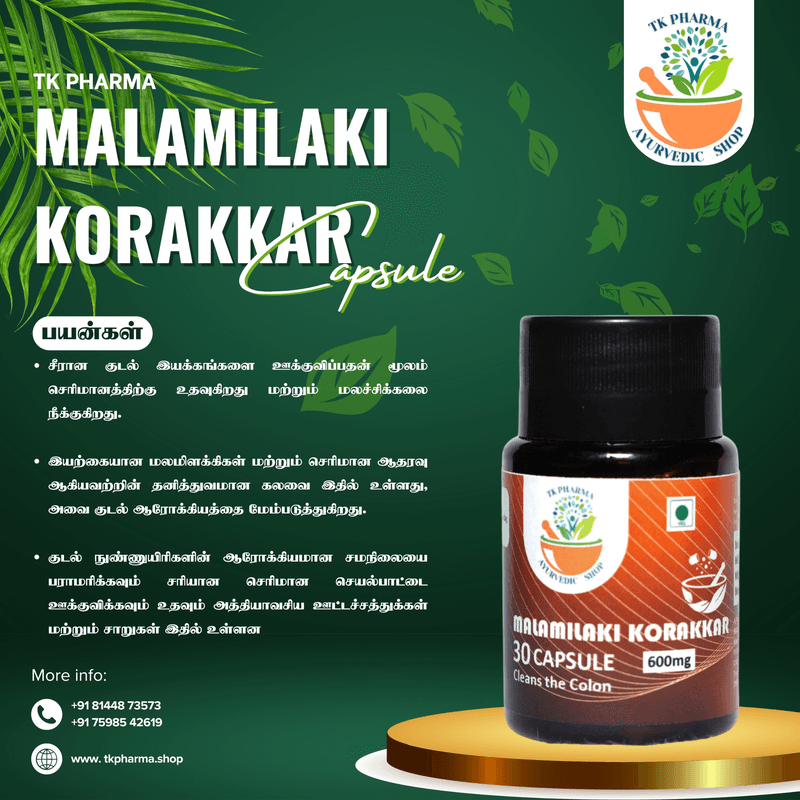 TK PHARMA
MALAMILAKI
KORAKKAR
Capsule
TK PHARMA
AYURVEDIC SHOP
பயன்கள்
• சீரான குடல் இயக்கங்களை ஊக்குவிப்பதன் மூலம்
செரிமானத்திற்கு உதவுகிறது மற்றும் மலச்சிக்கலை
நீக்குகிறது.
• இயற்கையான மலமிளக்கிகள் மற்றும் செரிமான ஆதரவு
ஆகியவற்றின் தனித்துவமான கலவை இதில் உள்ளது,
அவை குடல் ஆரோக்கியத்தை மேம்படுத்துகிறது.
• குடல் நுண்ணுயிரிகளின் ஆரோக்கியமான சமநிலையை
பராமரிக்கவும் சரியான செரிமான செயல்பாட்டை
ஊக்குவிக்கவும் உதவும் அத்தியாவசிய ஊட்டச்சத்துக்கள்
மற்றும் சாறுகள் இதில் உள்ளன
More info:
+91 81448 73573
+91 75985 42619
www. tkpharma.shop
TK PHARMA
AYURVEDIC SHOP
MALAMILAKI KORAKKAR
30 CAPSULE 600mg
Cleans the Colon